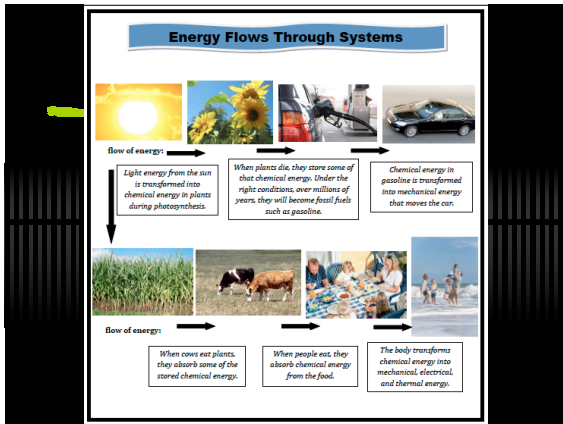 Energy Flows Through Systems
flow of energy:
Light energy from the sun
is transformed into
chemical energy in plants
during photosynthesis.
When plants die, they store some of
that chemical energy. Under the
right conditions, over millions of
years, they will become fossil fuels
such as gasoline.
Chemical energy in
gasoline is transformed
into mechanical energy
that moves the car.
flow of energy:
When cows eat plants,
they absorb some of the
stored chemical energy.
When people eat, they
absorb chemical energy
from the food.
The body transforms
chemical energy into
mechanical, electrical,
and thermal energy.